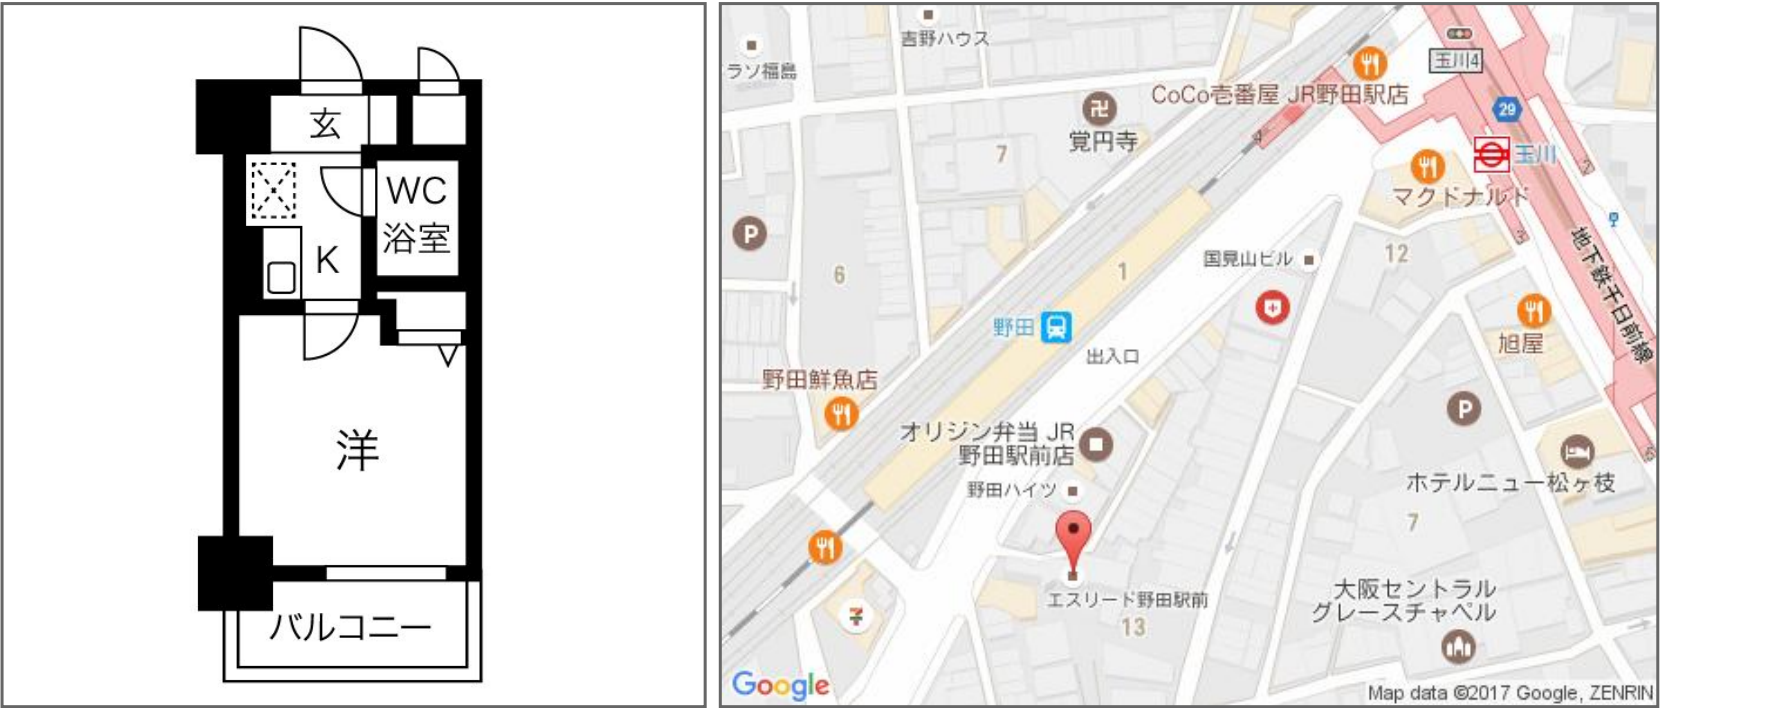 玄
WC
浴室
K
洋
バルコニー
吉野ハウス
ラソ福島
玉川4
CoCo壱番屋 JR野田駅店
29
卍
覚円寺
7
4
玉川
2
マクドナルド
P
国見山ビル
12
3
6
1
地下鉄千日前線
野田
出入口
旭屋
野田鮮魚店
P
オリジン弁当 JR
野田駅前店
野田ハイツ
ホテルニュー松ヶ枝
7
エスリード野田駅前
大阪セントラル
グレースチャペル
13
7
Google
Map data ©2017 Google, ZENRIN